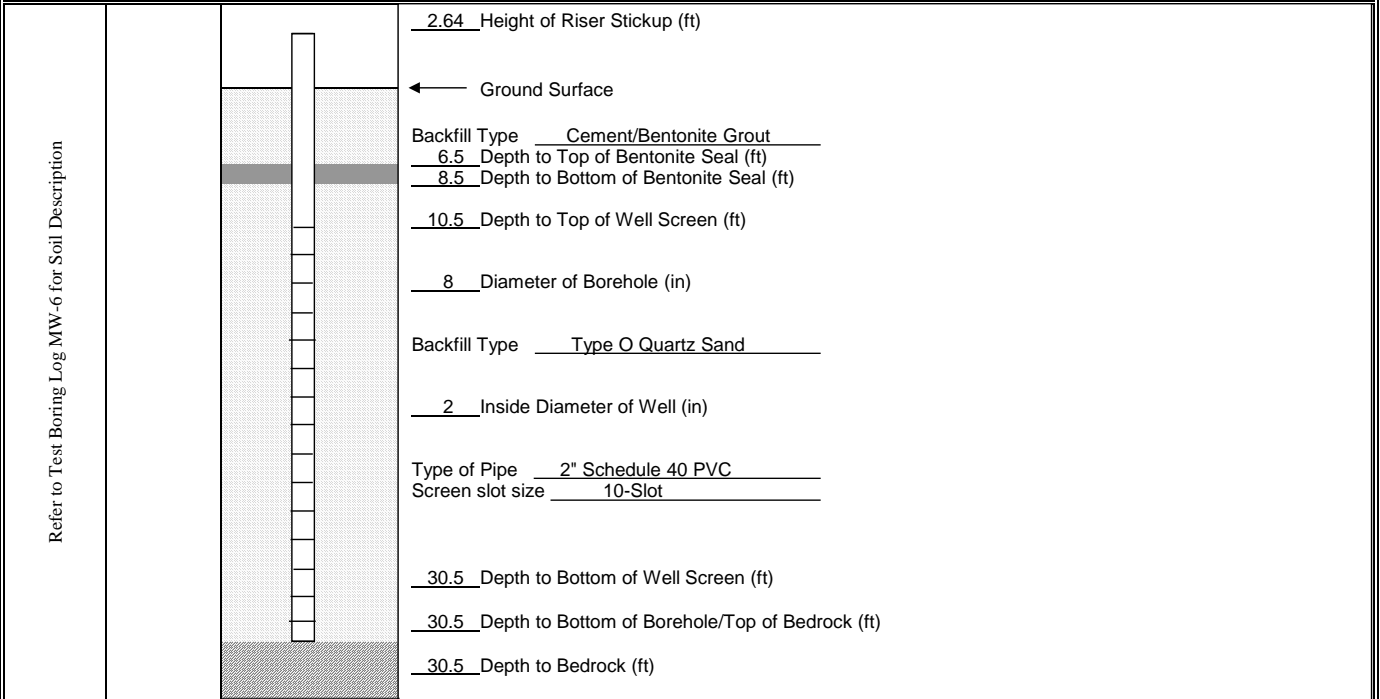 Refer to Test Boring Log MW-6 for Soil Description
2.64 Height of Riser Stickup (ft)
Ground Surface
Backfill Type Cement/Bentonite Grout
6.5 Depth to Top of Bentonite Seal (ft)
8.5 Depth to Bottom of Bentonite Seal (ft)
10.5 Depth to Top of Well Screen (ft)
8 Diameter of Borehole (in)
Backfill Type Type O Quartz Sand
2 Inside Diameter of Well (in)
Type of Pipe 2" Schedule 40 PVC
Screen slot size 10-Slot
30.5 Depth to Bottom of Well Screen (ft)
30.5 Depth to Bottom of Borehole/Top of Bedrock (ft)
30.5 Depth to Bedrock (ft)